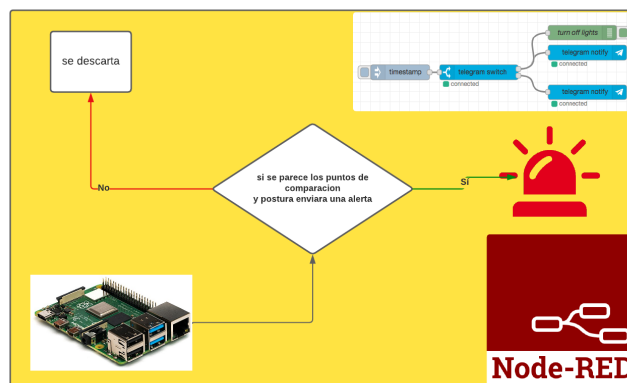 turn off lights
se descarta
timestamp
telegram switch
telegram notify
connected
connected
telegram notify
connected
si se parece los puntos de
comparacion
y postura enviara una alerta
No
Sí
Node-RED